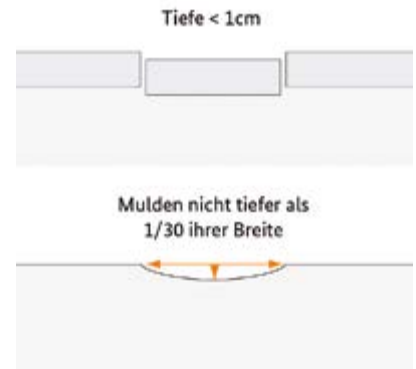 Tiefe < 1cm
Mulden nicht tiefer als
1/30 ihrer Breite